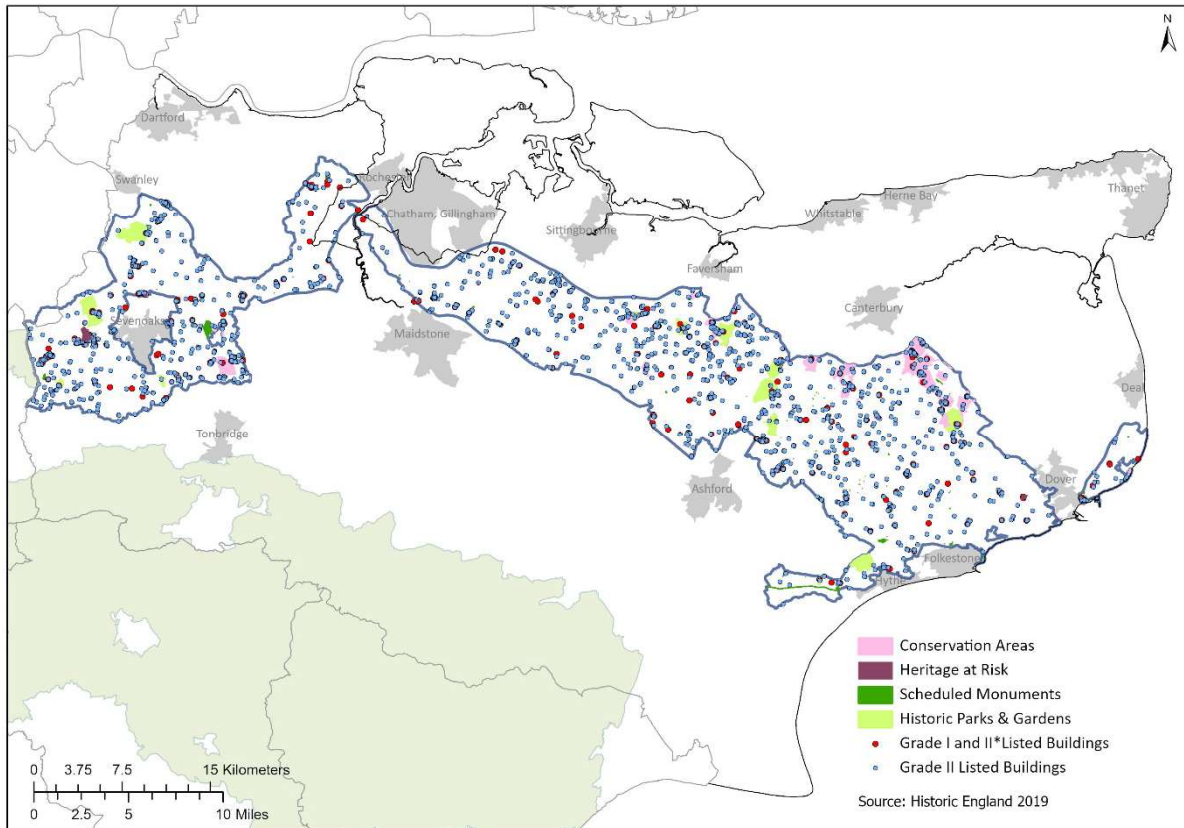 N
Dartford
Swanley
Rochester
Chatham, Gillingham
Sittingbourne
Whitstable
Herne Bay
Thanet
Faversham
Canterbury
Sevenoaks
Maidstone
Deal
Tonbridge
Ashford
Dover
Folkestone
Hythe
Conservation Areas
Heritage at Risk
Scheduled Monuments
Historic Parks & Gardens
Grade I and II*Listed Buildings
Grade II Listed Buildings
Source: Historic England 2019
0 3.75 7.5 15 Kilometers
0 2.5 5 10 Miles